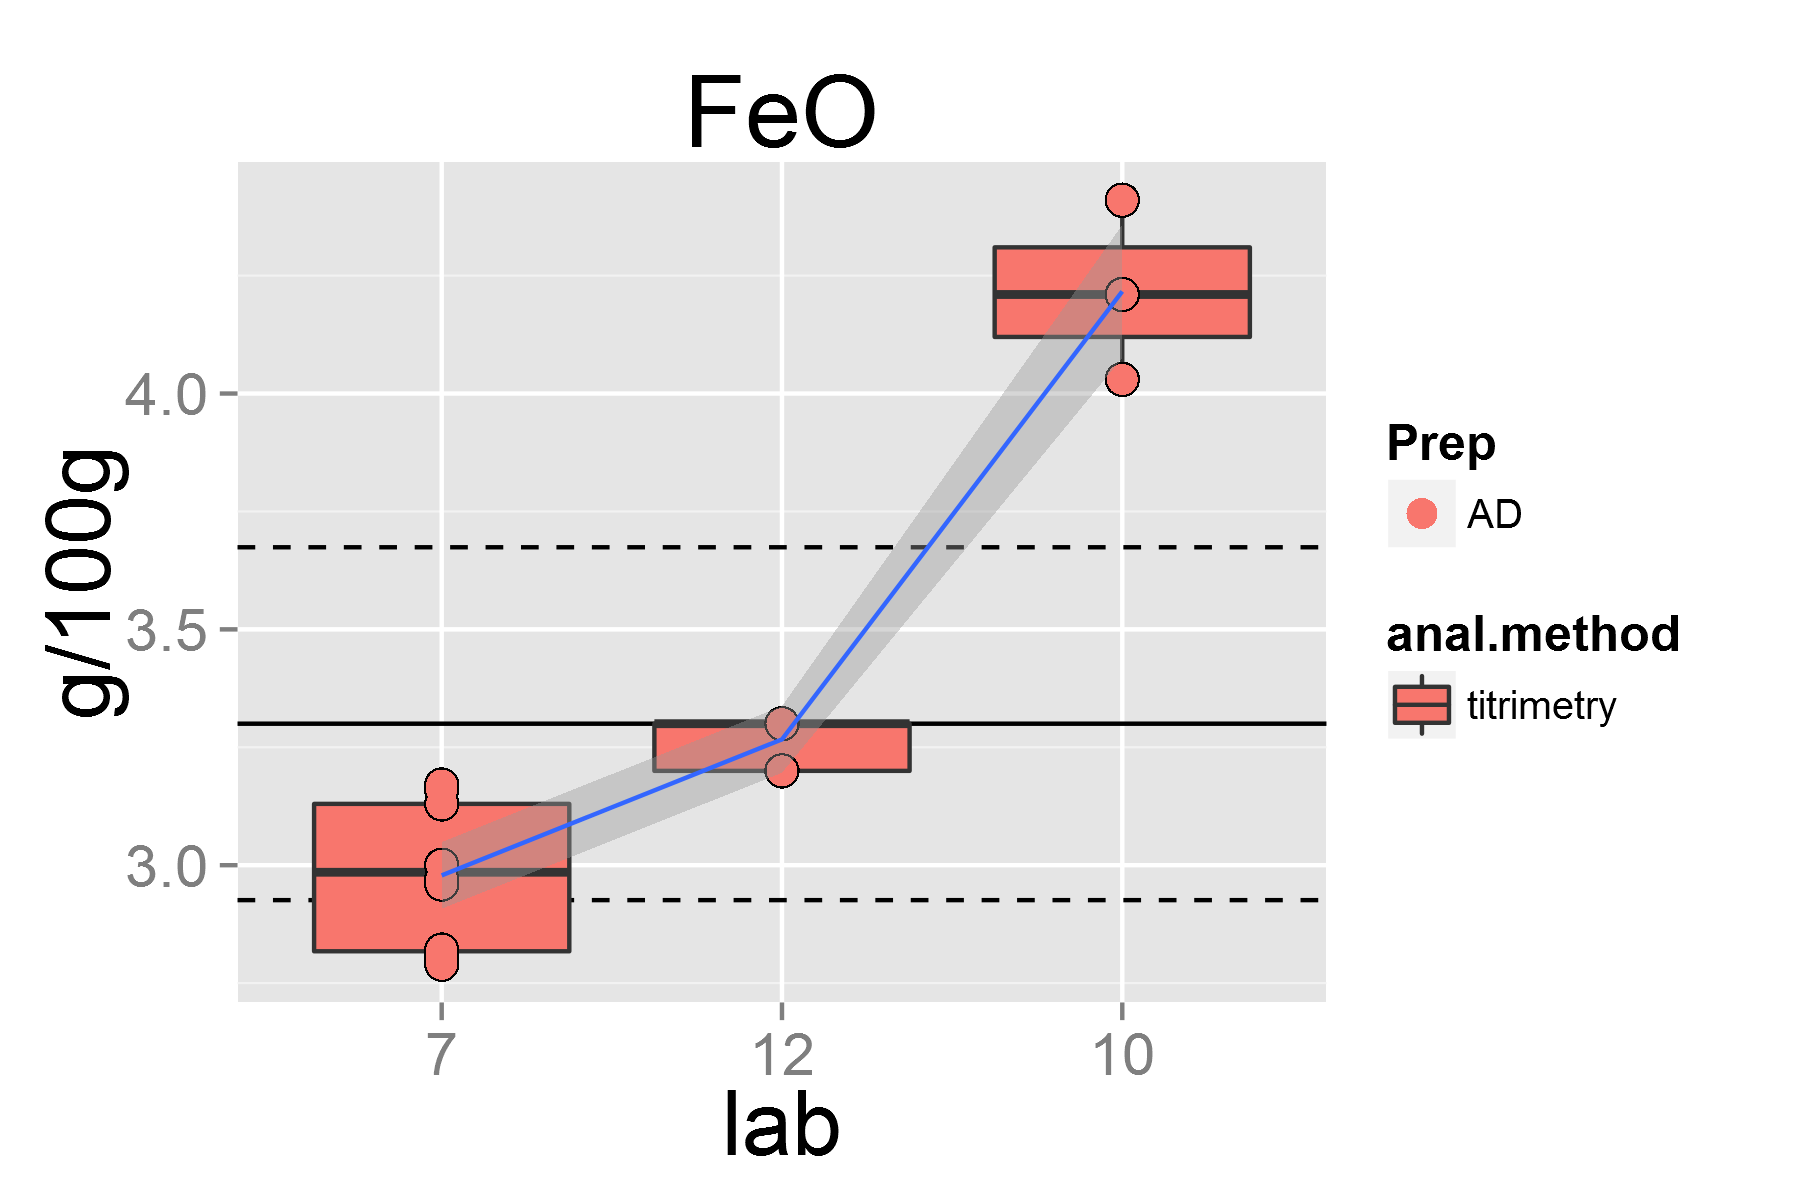 FeO
g/100g
4.0
3.5
3.0
7 12 10
lab
Prep
AD
anal.method
titrimetry